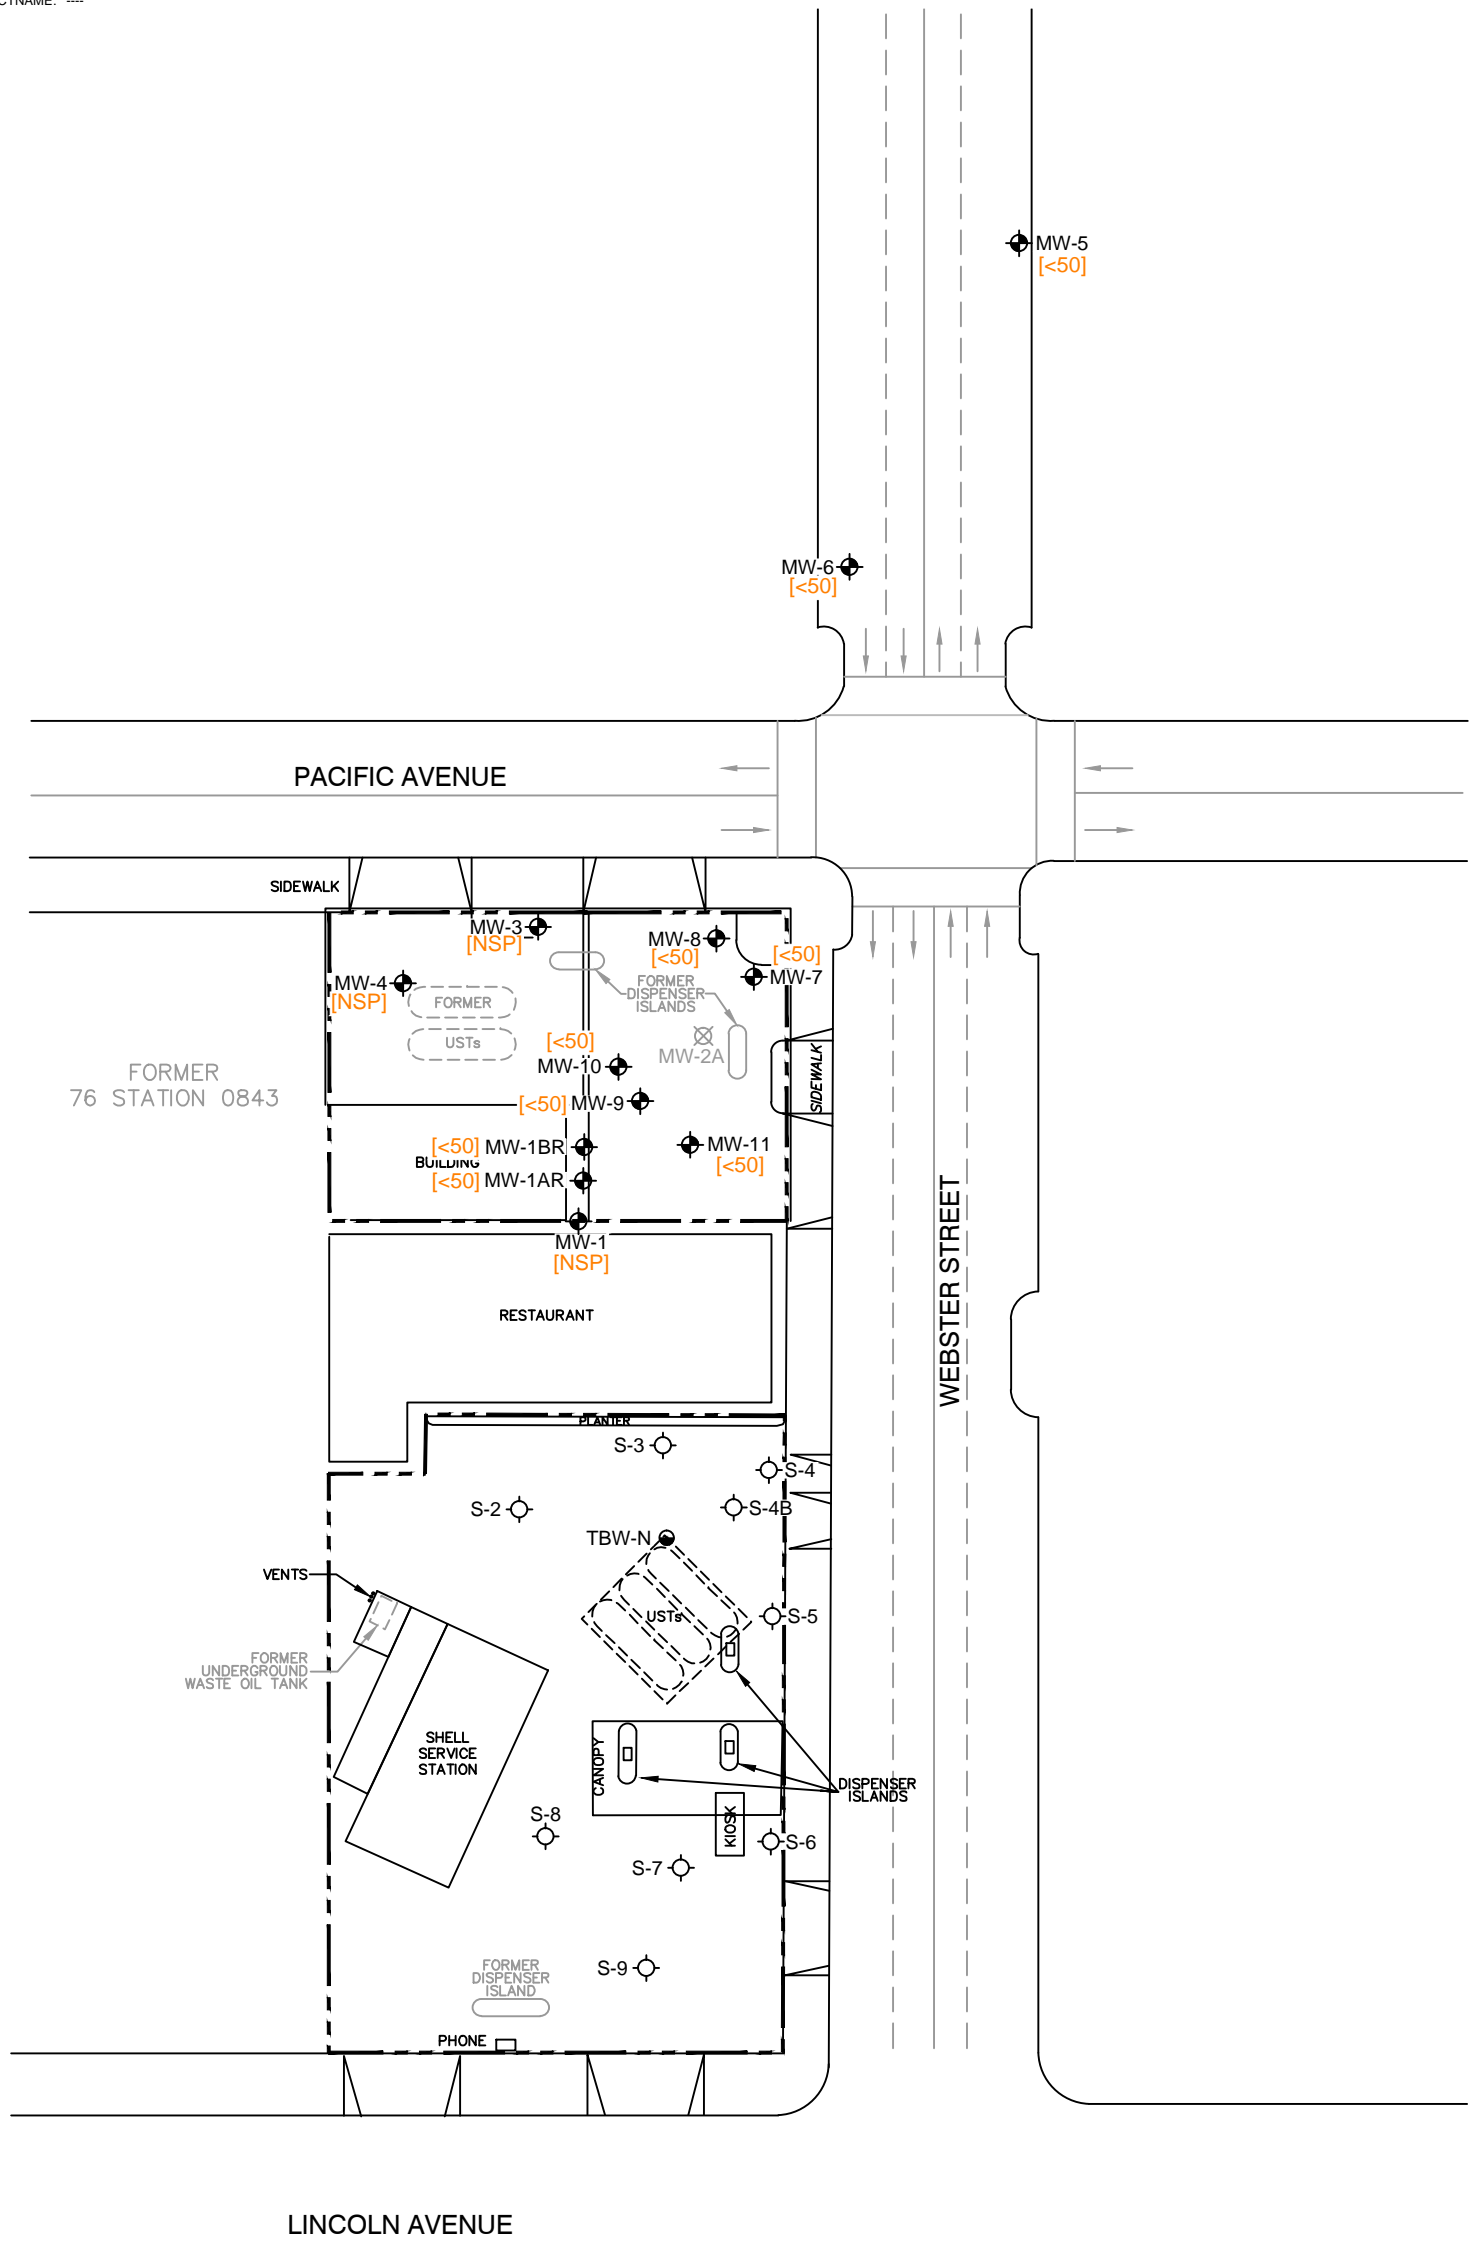 CTNAME: ----
MW-5
[<50]
MW-6
[<50]
PACIFIC AVENUE
SIDEWALK
MW-3
[NSP]
MW-8
[<50]
[<50]
MW-7
MW-4
[NSP]
FORMER
USTs
FORMER
DISPENSER
ISLANDS
MW-2A
[<50]
MW-10
[<50] MW-9
SIDEWALK
FORMER
76 STATION 0843
[<50] MW-1BR
BUILDING
[<50] MW-1AR
MW-11
[<50]
MW-1
[NSP]
WEBSTER STREET
RESTAURANT
PLANTER
S-3
S-4
S-2
S-4B
TBW-N
VENTS
USTs
S-5
FORMER
UNDERGROUND
WASTE OIL TANK
SHELL
SERVICE
STATION
CANOPY
DISPENSER
ISLANDS
KIOSK
S-8
S-6
S-7
S-9
FORMER
DISPENSER
ISLAND
PHONE
LINCOLN AVENUE